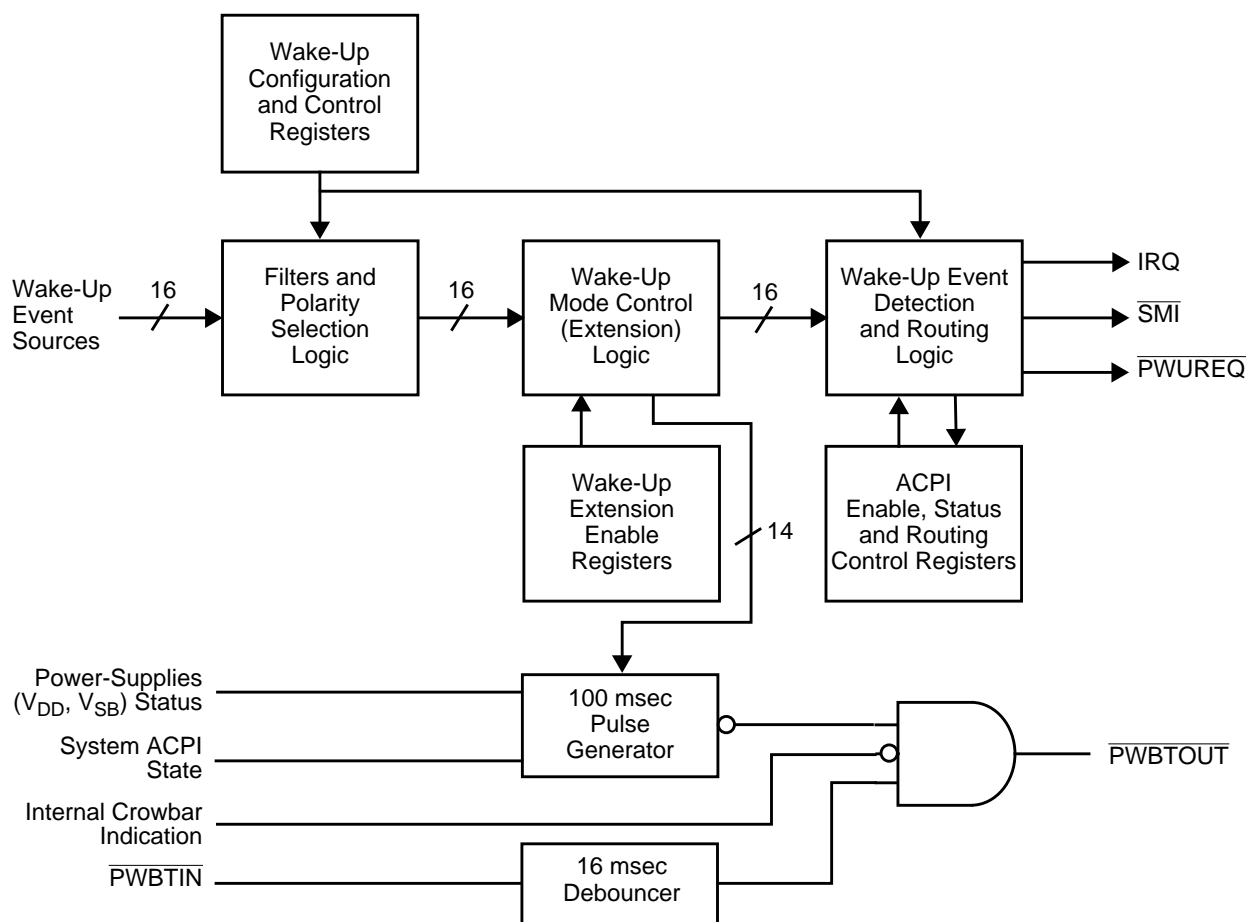 Wake-Up
Configuration
and Control
Registers
Wake-Up
Event
Sources
16
Filters and
Polarity
Selection
Logic
16
Wake-Up
Mode Control
(Extension)
Logic
16
Wake-Up Event
Detection
and Routing
Logic
IRQ
SMI
PWUREQ
Wake-Up
Extension
Enable
Registers
14
ACPI
Enable, Status
and Routing
Control Registers
Power-Supplies
(VDD, VSB) Status
System ACPI
State
100 msec
Pulse
Generator
PWBTOUT
Internal Crowbar
Indication
PWBTIN
16 msec
Debouncer